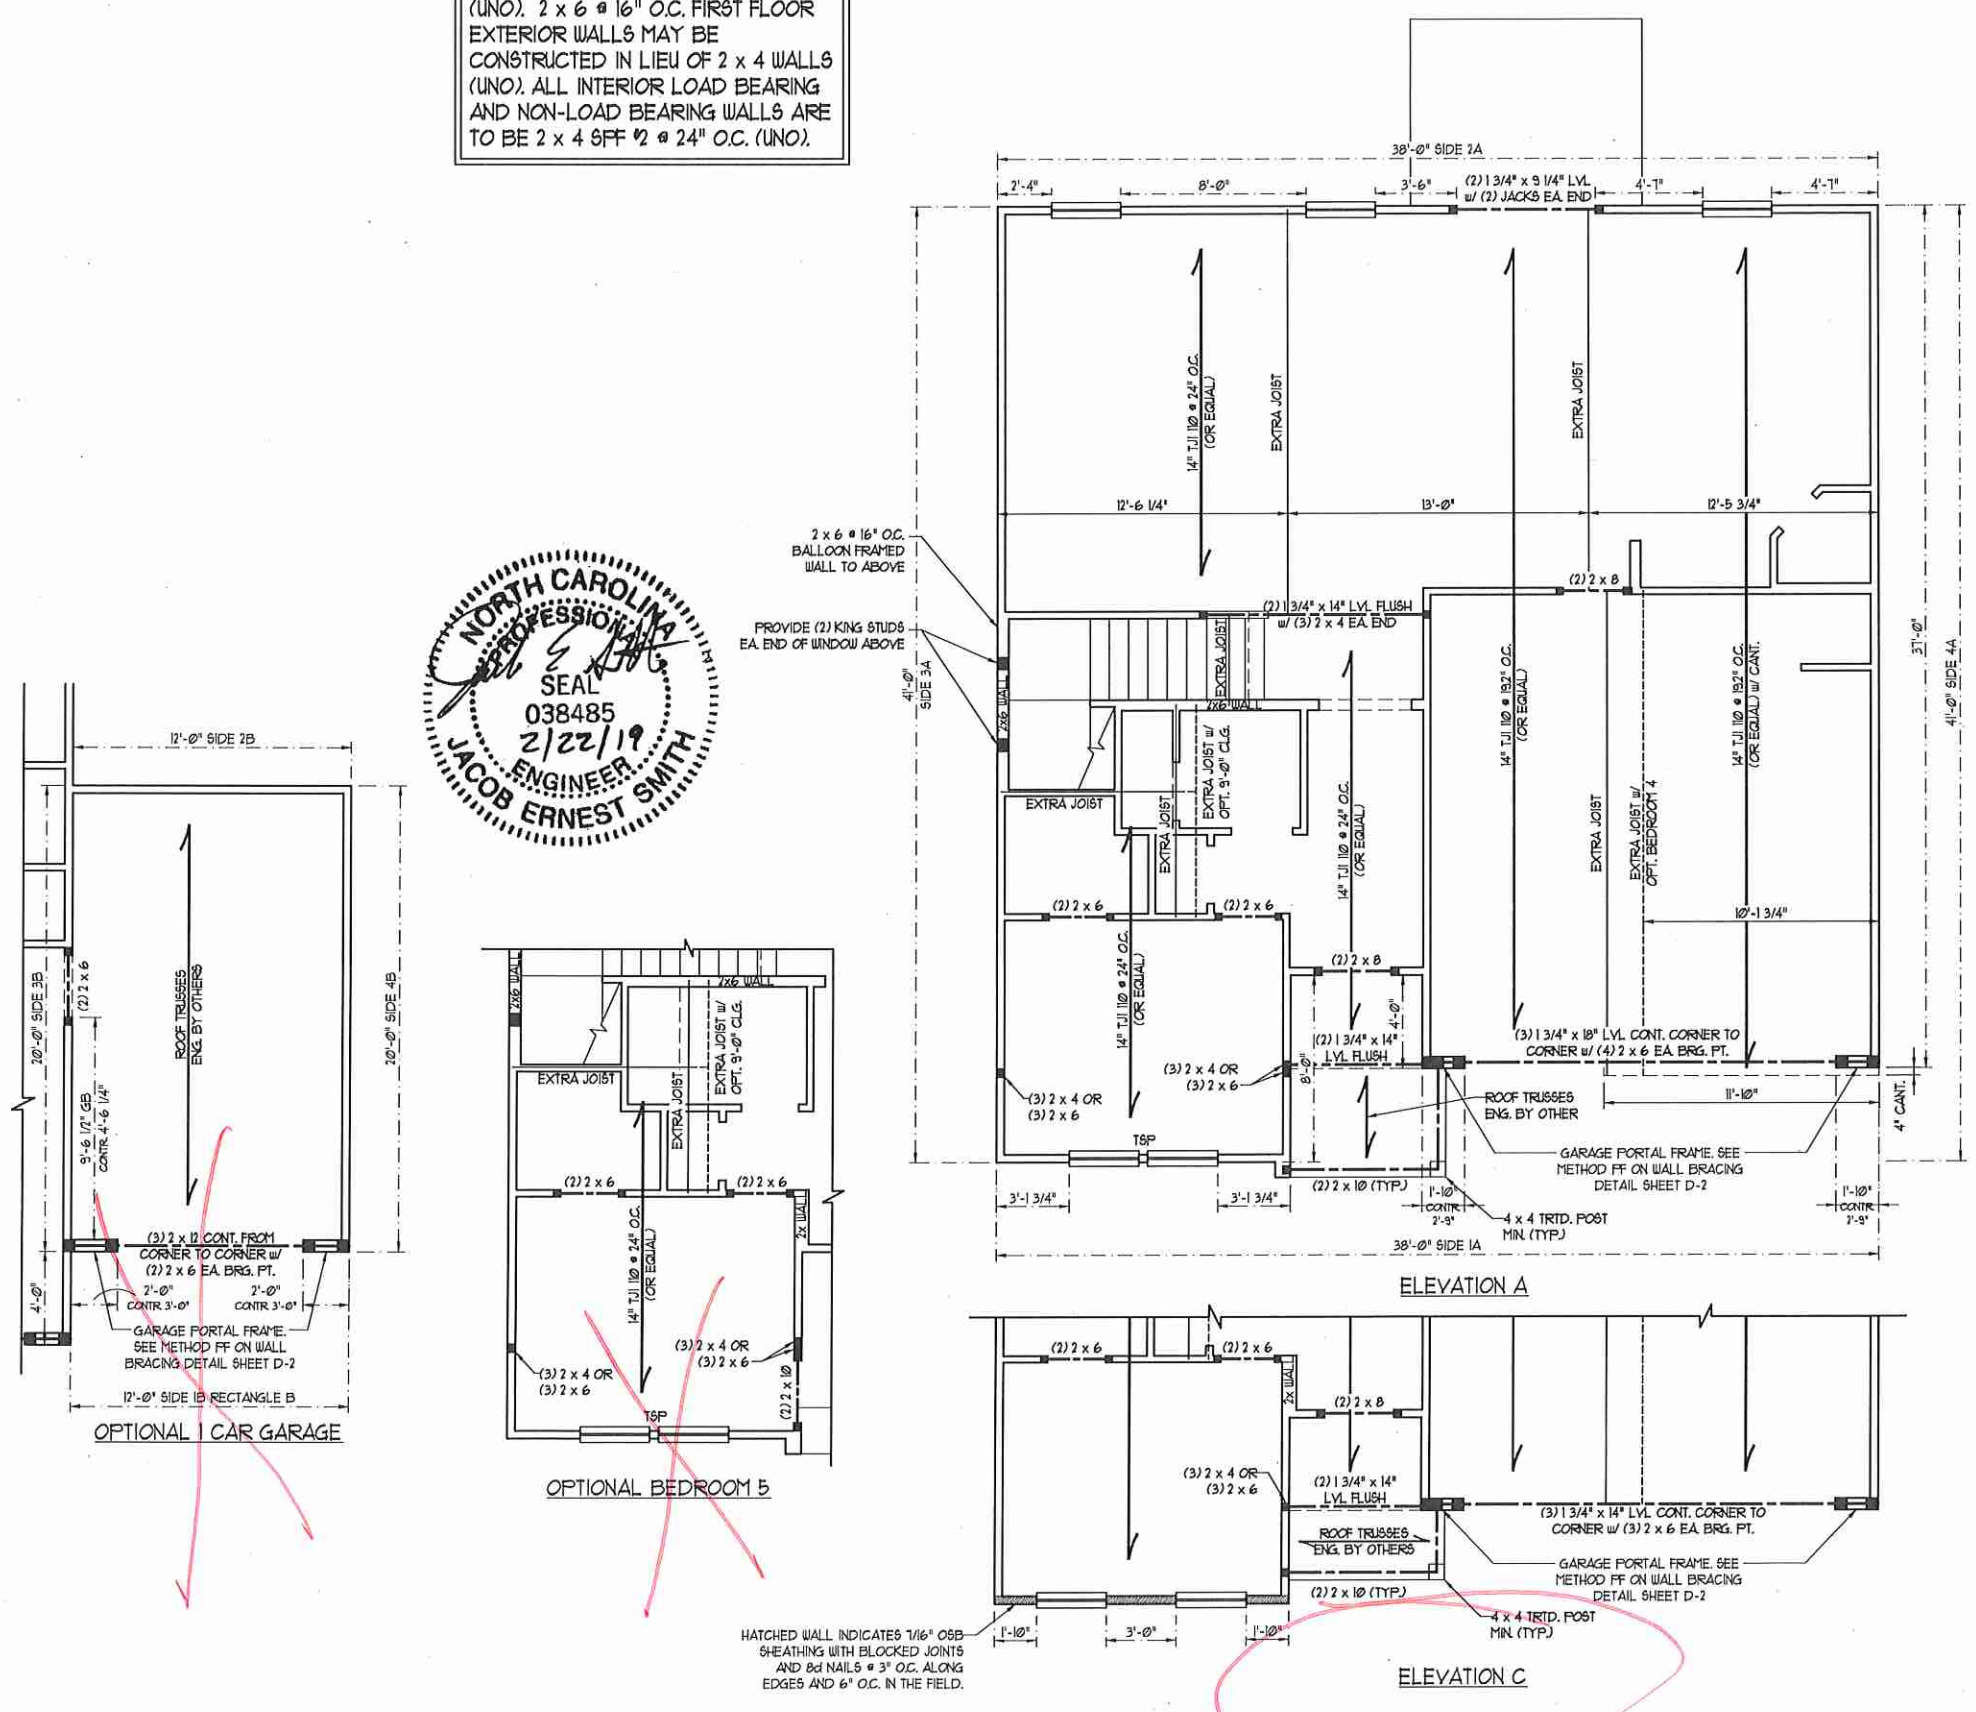 (UNO). 2 x 6 @ 16" O.C. FIRST FLOOR
EXTERIOR WALLS MAY BE
CONSTRUCTED IN LIEU OF 2 x 4 WALLS
(UNO). ALL INTERIOR LOAD BEARING
AND NON-LOAD BEARING WALLS ARE
TO BE 2 x 4 SPF #2 @ 24" O.C. (UNO).
38'-0" SIDE 2A
2'-4"
8'-0"
3'-6"
(2) 1 3/4" x 9 1/4" LVL
w/ (2) JACKS EA. END
4'-7"
4'-7"
14" TJI 110 @ 24" O.C.
(OR EQUAL)
EXTRA JOIST
EXTRA JOIST
12'-6 1/4"
13'-0"
12'-5 3/4"
2 x 6 @ 16" O.C.
BALLOON FRAMED
WALL TO ABOVE
PROVIDE (2) KING STUDS
EA. END OF WINDOW ABOVE
41'-0"
SIDE 3A
37'-0"
41'-0" SIDE 4A
(2) 2 x 8
(2) 1 3/4" x 14" LVL FLUSH
w/ (3) 2 x 4 EA. END
EXTRA JOIST
2x6 WALL
2x6 WALL
EXTRA JOIST
EXTRA JOIST
EXTRA JOIST w/
OPT. 9'-0" CLG.
14" TJI 110 @ 24" O.C.
(OR EQUAL)
14" TJI 110 @ 19.2" O.C.
(OR EQUAL)
14" TJI 110 @ 19.2" O.C.
(OR EQUAL) w/ CANT.
EXTRA JOIST
EXTRA JOIST w/
OPT. BEDROOM 4
10'-1 3/4"
(2) 2 x 6
(2) 2 x 6
14" TJI 110 @ 24" O.C.
(OR EQUAL)
(2) 2 x 8
4'-0"
8'-0"
(2) 1 3/4" x 14"
LVL FLUSH
(3) 1 3/4" x 18" LVL CONT. CORNER TO
CORNER w/ (4) 2 x 6 EA. BRG. PT.
(3) 2 x 4 OR
(3) 2 x 6
(3) 2 x 4 OR
(3) 2 x 6
ROOF TRUSSES
ENG. BY OTHER
11'-10"
4" CANT.
TSP
GARAGE PORTAL FRAME. SEE
METHOD PF ON WALL BRACING
DETAIL SHEET D-2
(2) 2 x 10 (TYP.)
3'-1 3/4"
3'-1 3/4"
1'-10"
CONTR.
2'-9"
1'-10"
CONTR.
2'-9"
4 x 4 TRTD. POST
MIN. (TYP.)
38'-0" SIDE 1A
ELEVATION A
NORTH CAROLINA
PROFESSIONAL
SEAL
038485
2/22/19
ENGINEER
JACOB ERNEST SMITH
12'-0" SIDE 2B
20'-0" SIDE 3B
(2) 2 x 6
9'-6 1/2" GB
CONTR. 4'-6 1/4"
ROOF TRUSSES
ENG. BY OTHERS
20'-0" SIDE 4B
(3) 2 x 12 CONT. FROM
CORNER TO CORNER w/
(2) 2 x 6 EA. BRG. PT.
4'-0"
2'-0"
CONTR. 3'-0"
2'-0"
CONTR. 3'-0"
GARAGE PORTAL FRAME.
SEE METHOD PF ON WALL
BRACING DETAIL SHEET D-2
12'-0" SIDE 1B RECTANGLE B
OPTIONAL 1 CAR GARAGE
2x6 WALL
2x6 WALL
EXTRA JOIST
EXTRA JOIST
EXTRA JOIST w/
OPT. 9'-0" CLG.
(2) 2 x 6
(2) 2 x 6
2x WALL
14" TJI 110 @ 24" O.C.
(OR EQUAL)
(3) 2 x 4 OR
(3) 2 x 6
(3) 2 x 4 OR
(3) 2 x 6
(2) 2 x 10
TSP
OPTIONAL BEDROOM 5
(2) 2 x 6
(2) 2 x 6
2x WALL
(2) 2 x 8
(3) 2 x 4 OR
(3) 2 x 6
(2) 1 3/4" x 14"
LVL FLUSH
(3) 1 3/4" x 14" LVL CONT. CORNER TO
CORNER w/ (3) 2 x 6 EA. BRG. PT.
ROOF TRUSSES
ENG. BY OTHERS
GARAGE PORTAL FRAME. SEE
METHOD PF ON WALL BRACING
DETAIL SHEET D-2
(2) 2 x 10 (TYP.)
4 x 4 TRTD. POST
MIN. (TYP.)
HATCHED WALL INDICATES 7/16" OSB
SHEATHING WITH BLOCKED JOINTS
AND 8d NAILS @ 3" O.C. ALONG
EDGES AND 6" O.C. IN THE FIELD.
1'-10"
3'-0"
1'-10"
ELEVATION C